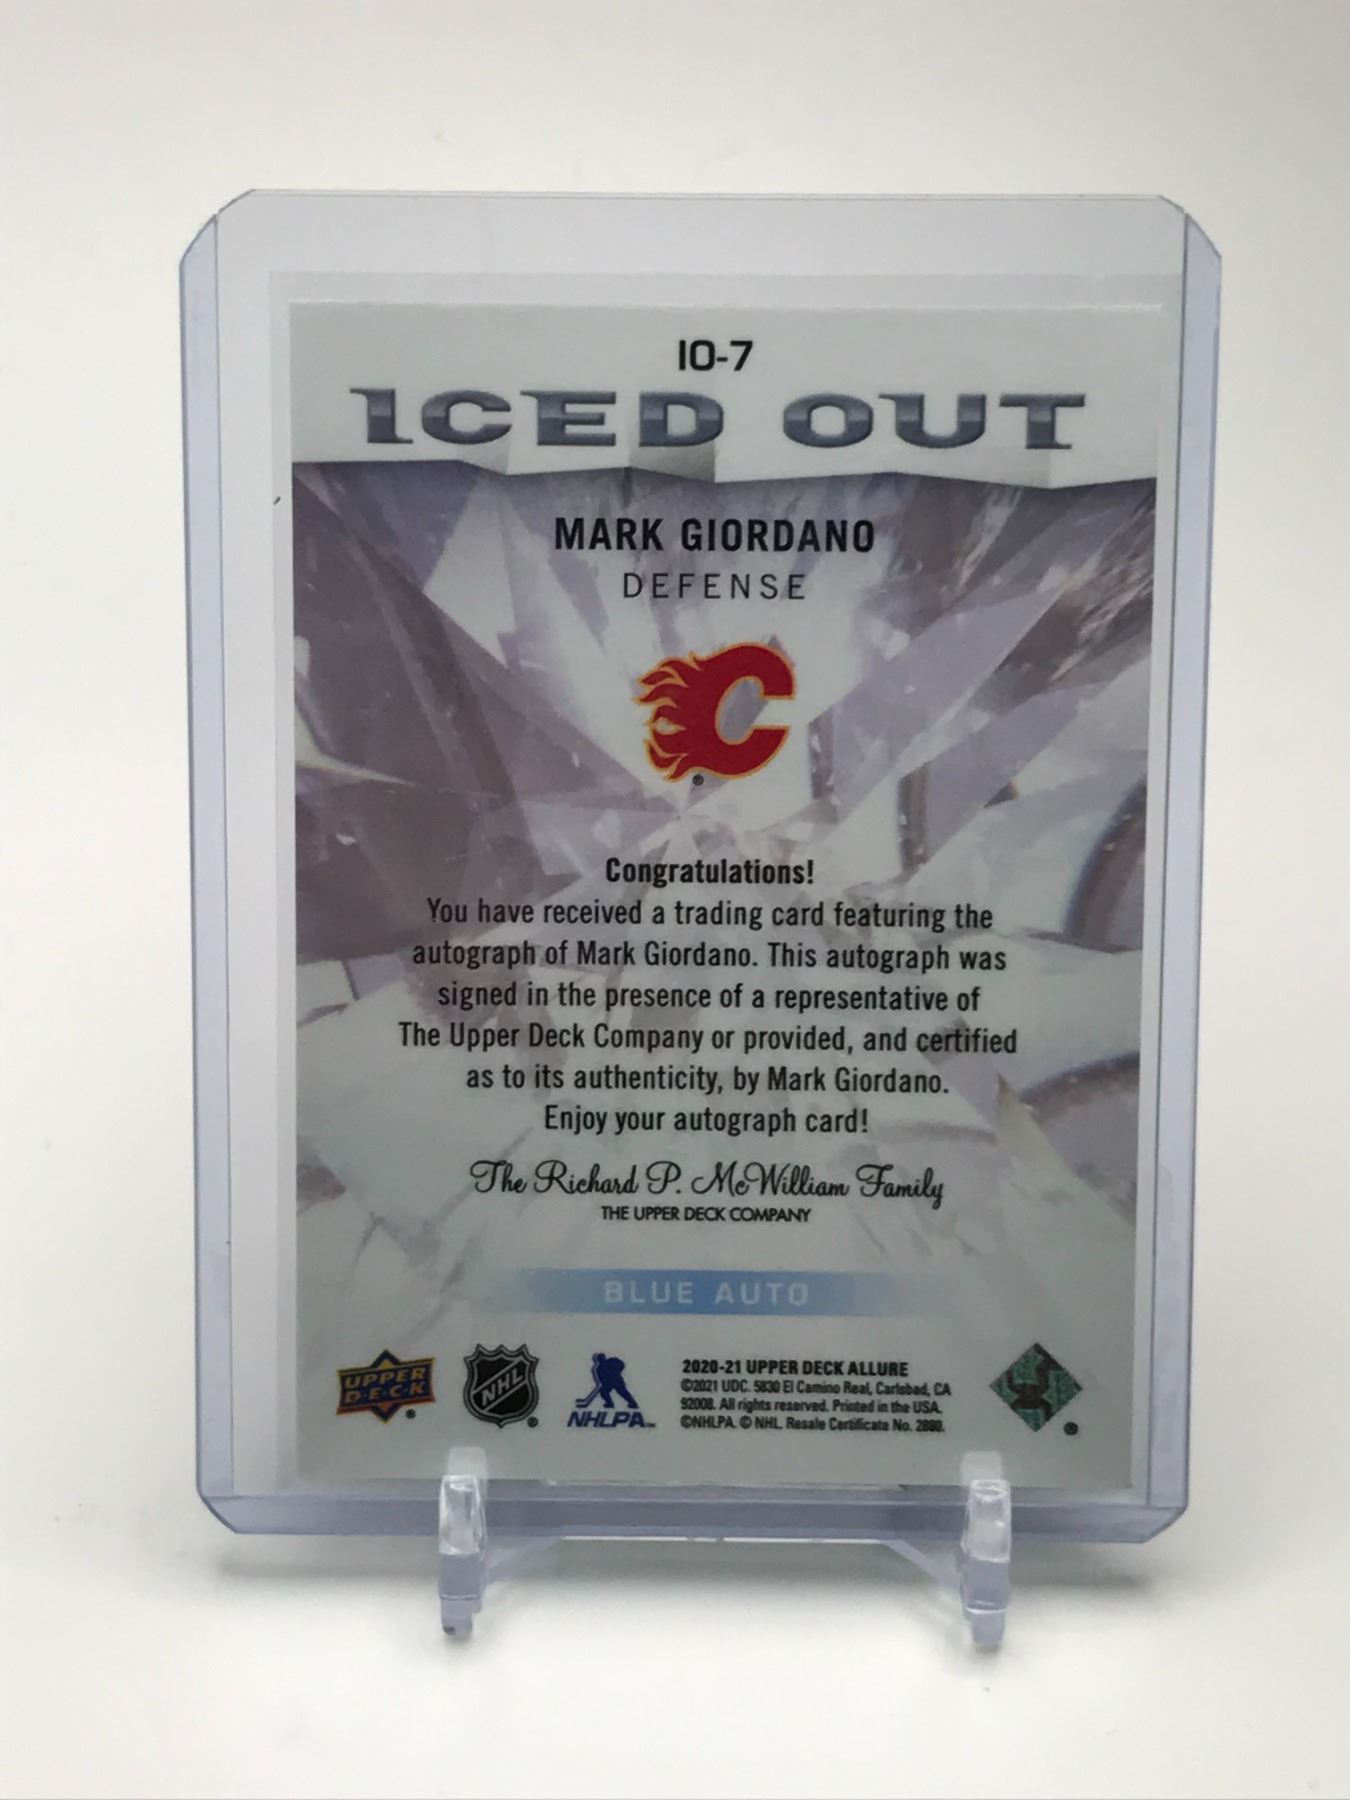 IO-7
ICED OUT
MARK GIORDANO
DEFENSE
Congratulations!
You have received a trading card featuring the
autograph of Mark Giordano. This autograph was
signed in the presence of a representative of
The Upper Deck Company or provided, and certified
as to its authenticity, by Mark Giordano.
Enjoy your autograph card!
The Richard P. McWilliam Family
THE UPPER DECK COMPANY
BLUE AUTO
UPPER
D·E·C·K
®
NHL
®
NHLPA™
2020-21 UPPER DECK ALLURE
©2021 UDC. 5830 El Camino Real, Carlsbad, CA
92008. All rights reserved. Printed in the USA.
©NHLPA. © NHL. Resale Certificate No. 2880.
®